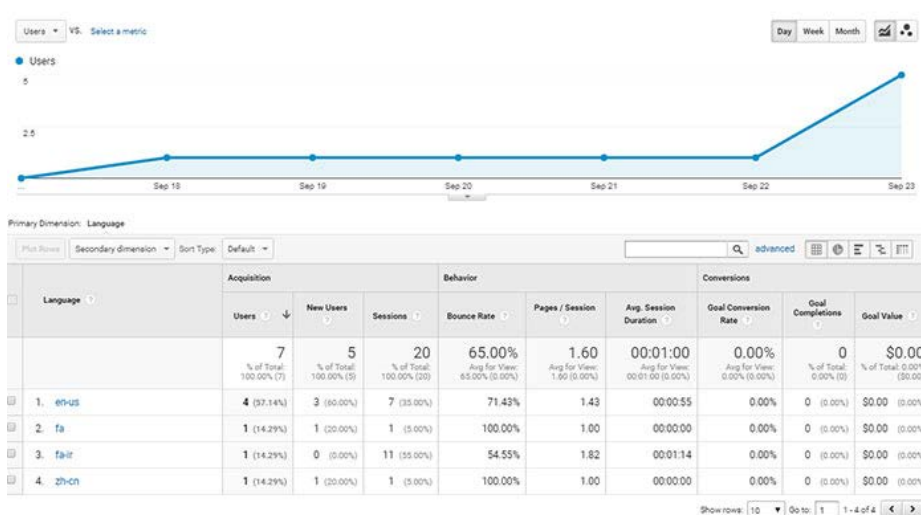 Users VS. Select a metric Day Week Month
Users
5
2.5
... Sep 18 Sep 19 Sep 20 Sep 21 Sep 22 Sep 23
Primary Dimension: Language
Plot Rows Secondary dimension Sort Type: Default advanced
Language ? Acquisition Behavior Conversions
Users ? New Users ? Sessions ? Bounce Rate ? Pages / Session ? Avg. Session Duration ? Goal Conversion Rate ? Goal Completions ? Goal Value ?
7 5 20 65.00% 1.60 00:01:00 0.00% 0 $0.00
% of Total: 100.00% (7) % of Total: 100.00% (5) % of Total: 100.00% (20) Avg for View: 65.00% (0.00%) Avg for View: 1.60 (0.00%) Avg for View: 00:01:00 (0.00%) Avg for View: 0.00% (0.00%) % of Total: 0.00% (0) % of Total: 0.00% ($0.00
1. en-us 4 (57.14%) 3 (60.00%) 7 (35.00%) 71.43% 1.43 00:00:55 0.00% 0 (0.00%) $0.00 (0.00%
2. fa 1 (14.29%) 1 (20.00%) 1 (5.00%) 100.00% 1.00 00:00:00 0.00% 0 (0.00%) $0.00 (0.00%
3. fa-ir 1 (14.29%) 0 (0.00%) 11 (55.00%) 54.55% 1.82 00:01:14 0.00% 0 (0.00%) $0.00 (0.00%
4. zh-cn 1 (14.29%) 1 (20.00%) 1 (5.00%) 100.00% 1.00 00:00:00 0.00% 0 (0.00%) $0.00 (0.00%
Show rows: 10 Go to: 1 1 - 4 of 4